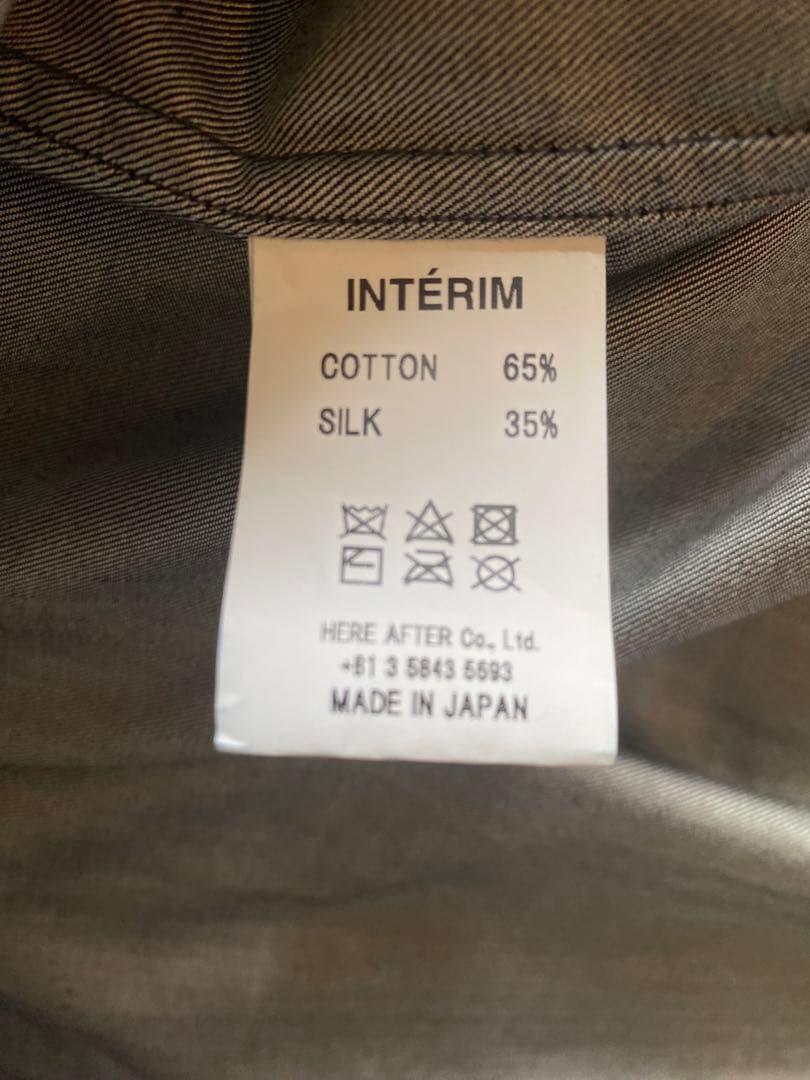 INTÉRIM
COTTON 65%
SILK 35%
HERE AFTER Co., Ltd.
+81 3 5843 5693
MADE IN JAPAN